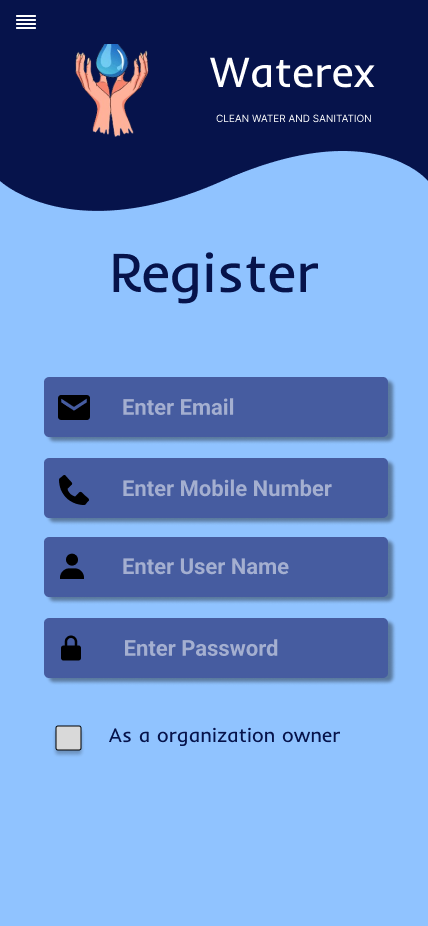 Waterex
CLEAN WATER AND SANITATION
Register
Enter Email
Enter Mobile Number
Enter User Name
Enter Password
As a organization owner